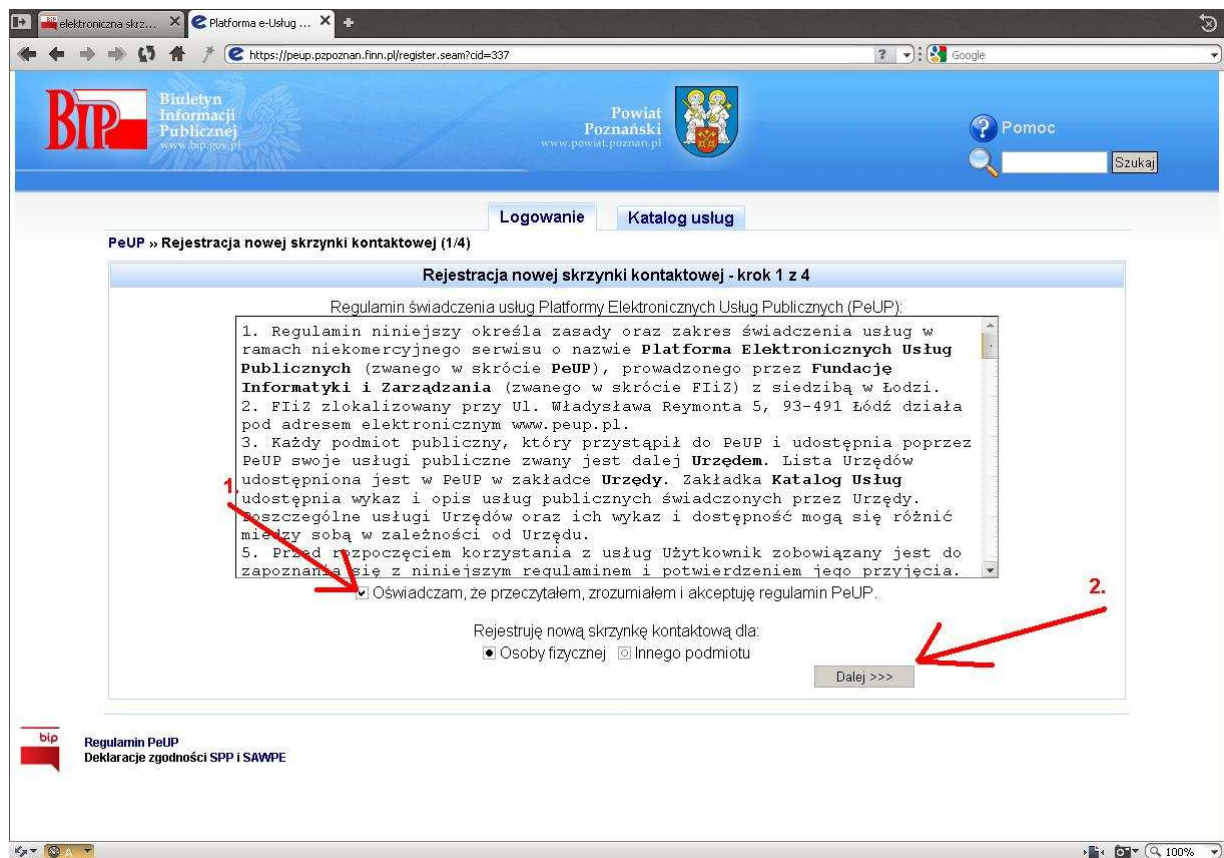 elektroniczna skrz...
Platforma e-Usług ...
https://peup.pzpoznan.finn.pl/register.seam?cid=337
?
Google
BIP
Biuletyn
Informacji
Publicznej
www.bip.gov.pl
Powiat
Poznański
www.powiat.poznan.pl
Pomoc
Szukaj
Logowanie Katalog usług
PeUP » Rejestracja nowej skrzynki kontaktowej (1/4)
Rejestracja nowej skrzynki kontaktowej - krok 1 z 4
Regulamin świadczenia usług Platformy Elektronicznych Usług Publicznych (PeUP):
1. Regulamin niniejszy określa zasady oraz zakres świadczenia usług w
ramach niekomercyjnego serwisu o nazwie Platforma Elektronicznych Usług
Publicznych (zwanego w skrócie PeUP), prowadzonego przez Fundację
Informatyki i Zarządzania (zwanego w skrócie FIiZ) z siedzibą w Łodzi.
2. FIiZ zlokalizowany przy Ul. Władysława Reymonta 5, 93-491 Łódź działa
pod adresem elektronicznym www.peup.pl.
3. Każdy podmiot publiczny, który przystąpił do PeUP i udostępnia poprzez
PeUP swoje usługi publiczne zwany jest dalej Urzędem. Lista Urzędów
udostępniona jest w PeUP w zakładce Urzędy. Zakładka Katalog Usług
udostępnia wykaz i opis usług publicznych świadczonych przez Urzędy.
Poszczególne usługi Urzędów oraz ich wykaz i dostępność mogą się różnić
między sobą w zależności od Urzędu.
5. Przed rozpoczęciem korzystania z usług Użytkownik zobowiązany jest do
zapoznania się z niniejszym regulaminem i potwierdzeniem jego przyjęcia.
1.
Oświadczam, że przeczytałem, zrozumiałem i akceptuję regulamin PeUP.
2.
Rejestruję nową skrzynkę kontaktową dla:
Osoby fizycznej Innego podmiotu
Dalej >>>
bip
Regulamin PeUP
Deklaracje zgodności SPP i SAWPE
A
100%